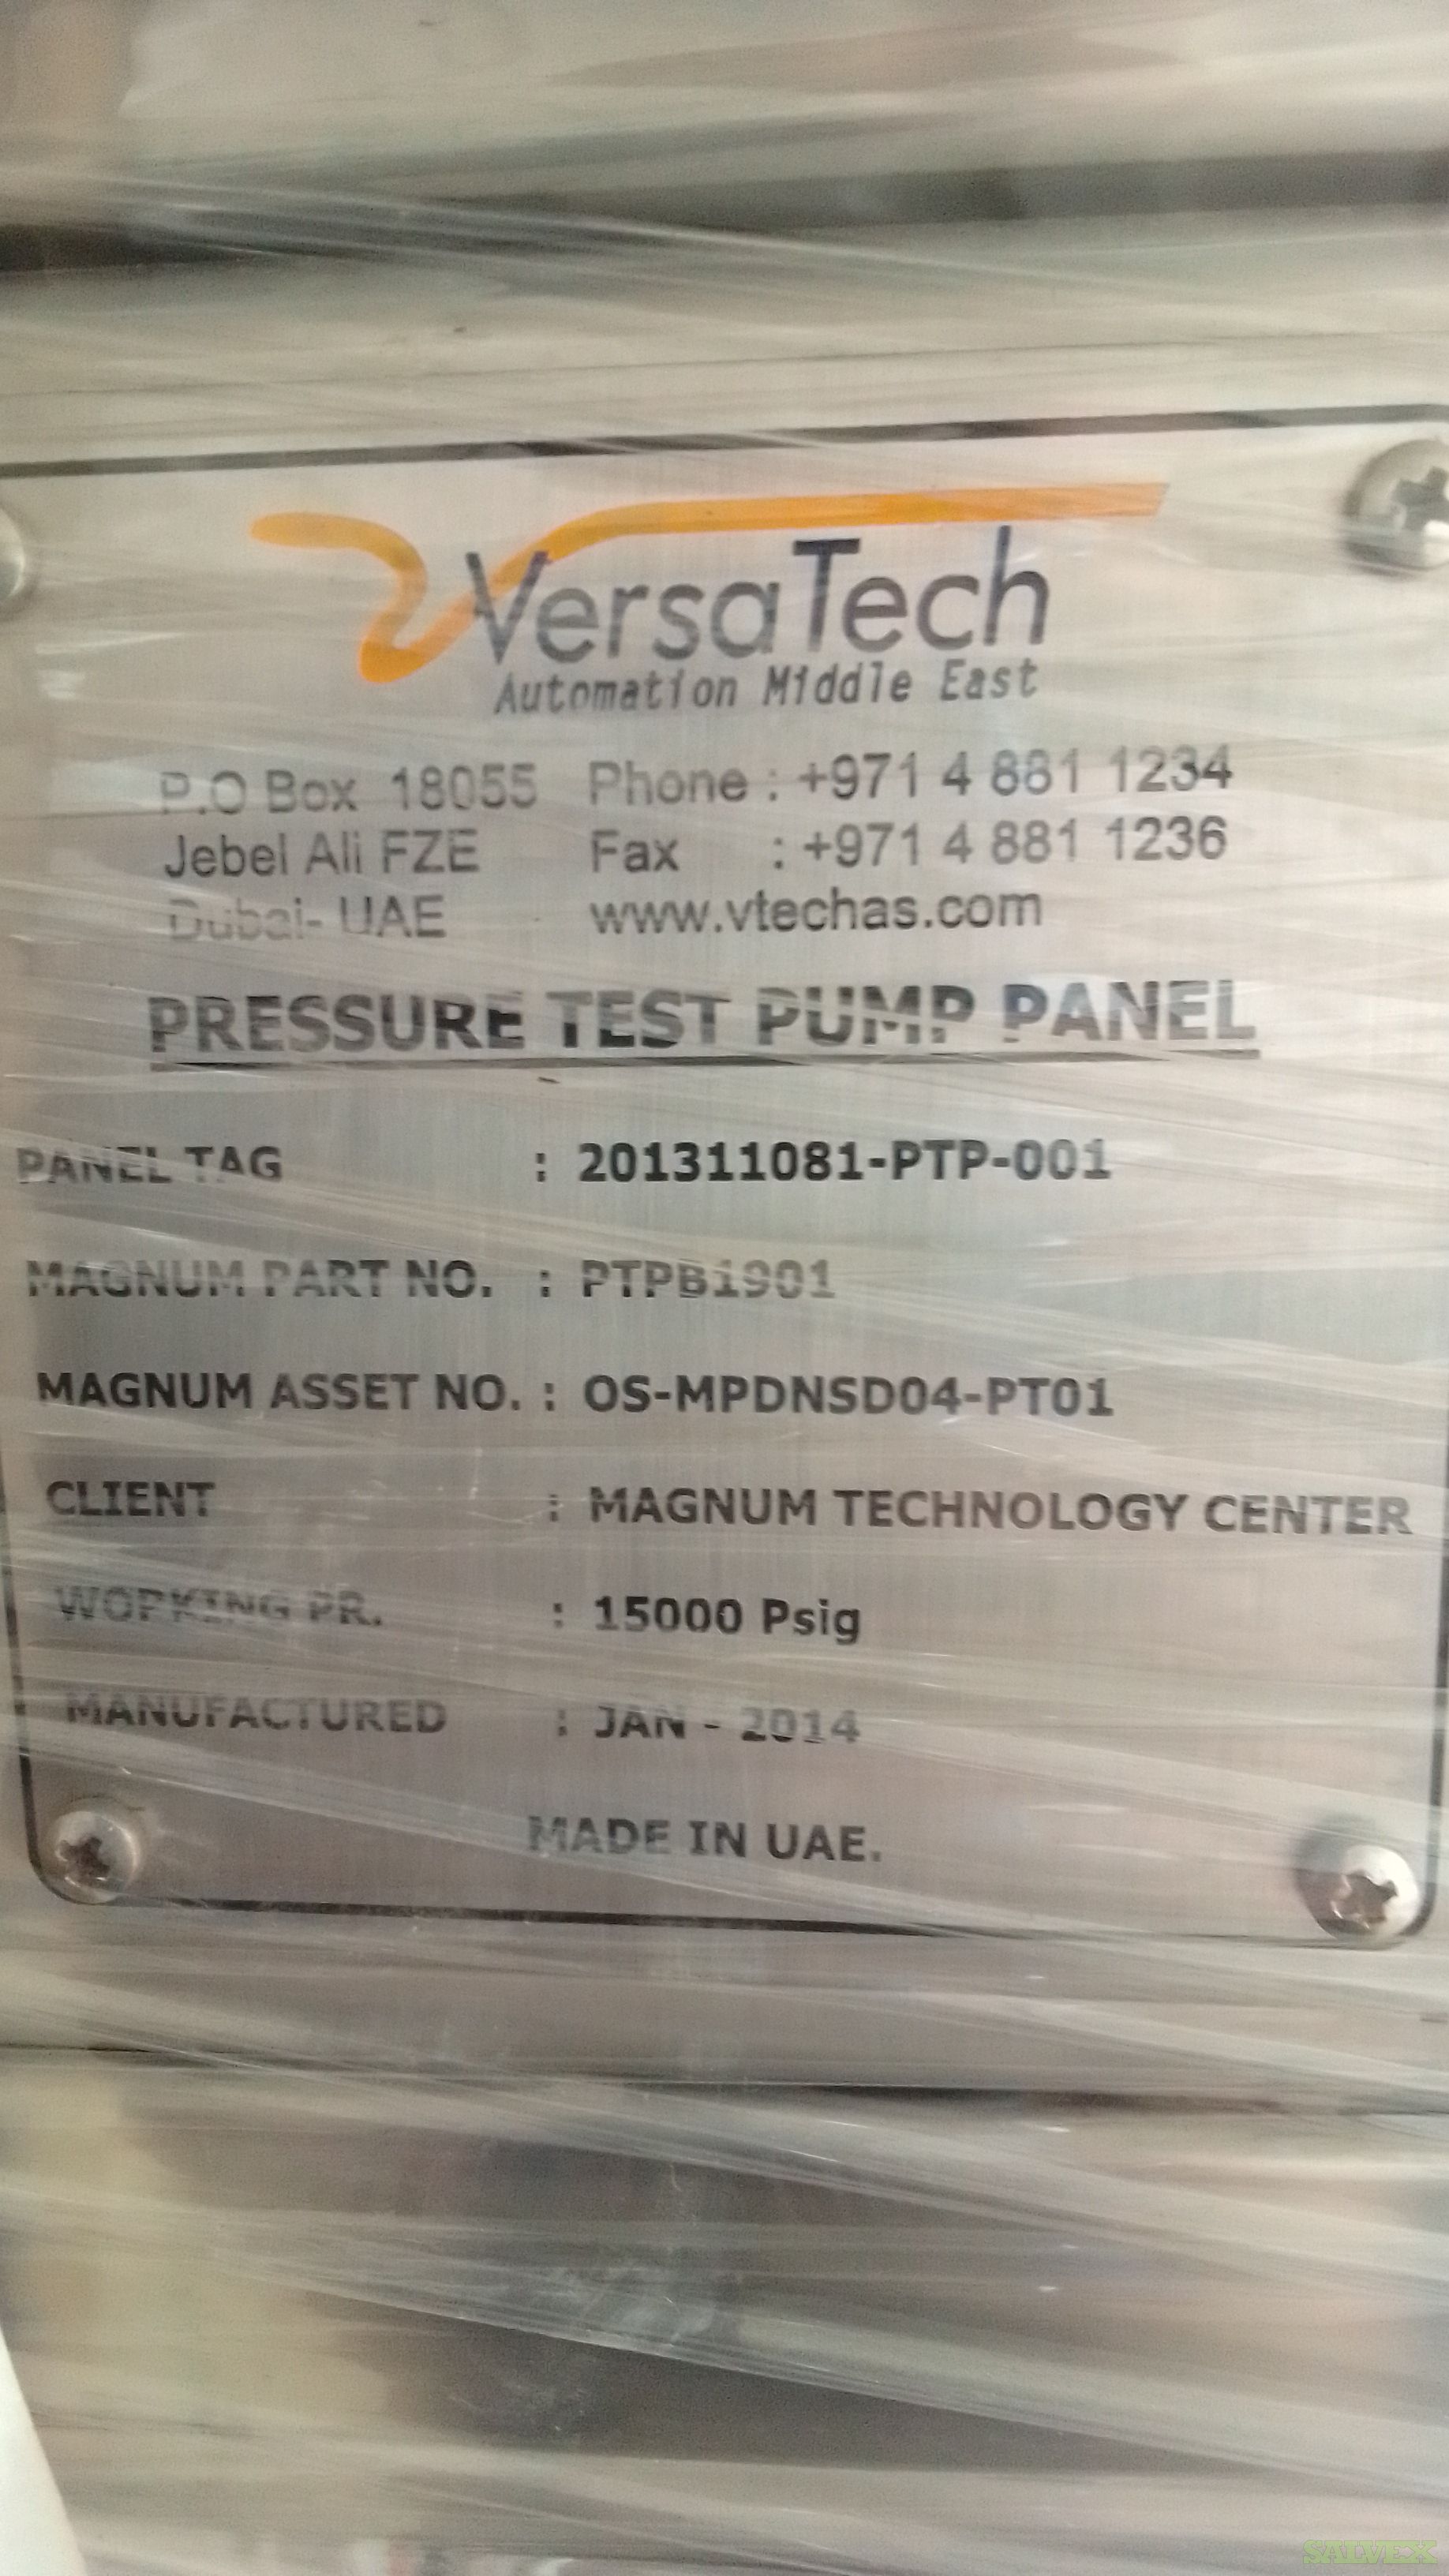 VersaTech
Automation Middle East
P.O Box 18055 Phone : +971 4 881 1234
Jebel Ali FZE Fax : +971 4 881 1236
Dubai- UAE www.vtechas.com
PRESSURE TEST PUMP PANEL
PANEL TAG : 201311081-PTP-001
MAGNUM PART NO. : PTPB1901
MAGNUM ASSET NO. : OS-MPDNSD04-PT01
CLIENT : MAGNUM TECHNOLOGY CENTER
WORKING PR. : 15000 Psig
MANUFACTURED : JAN - 2014
MADE IN UAE.
SALVEX